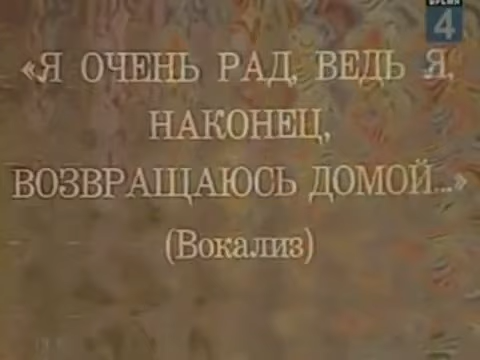 время
4
«Я ОЧЕНЬ РАД, ВЕДЬ Я,
НАКОНЕЦ,
ВОЗВРАЩАЮСЬ ДОМОЙ...»
(Вокализ)